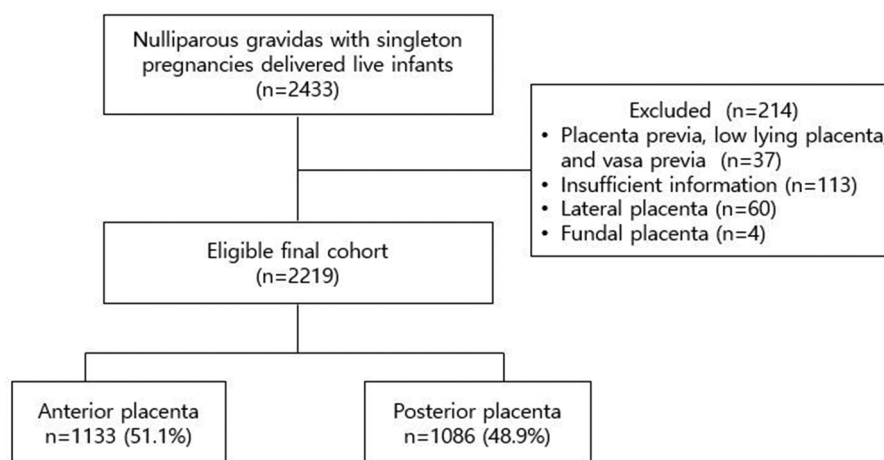 Nulliparous gravidas with singleton
pregnancies delivered live infants
(n=2433)
Excluded (n=214)
• Placenta previa, low lying placenta,
and vasa previa (n=37)
• Insufficient information (n=113)
• Lateral placenta (n=60)
• Fundal placenta (n=4)
Eligible final cohort
(n=2219)
Anterior placenta
n=1133 (51.1%)
Posterior placenta
n=1086 (48.9%)